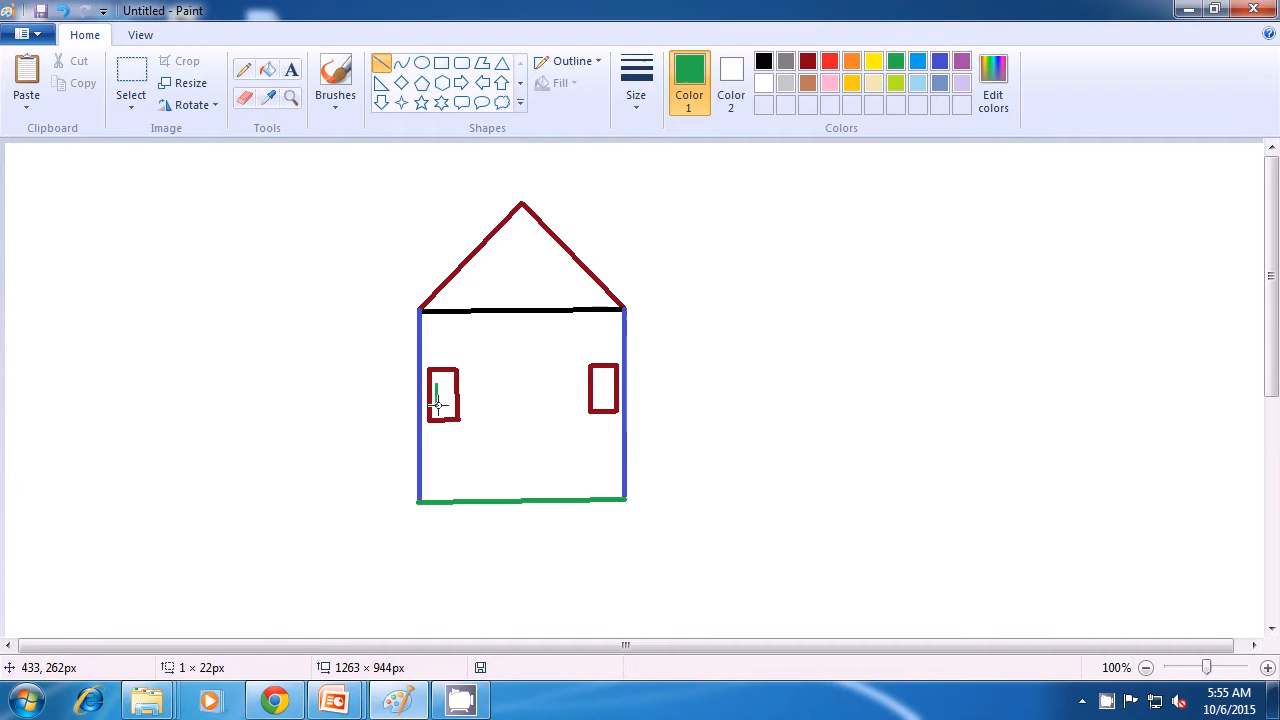 Untitled - Paint
Home View
Paste
Cut
Copy
Clipboard
Select
Crop
Resize
Rotate
Image
A
Tools
Brushes
Outline
Fill
Shapes
Size
Color 1
Color 2
Edit colors
Colors
433, 262px
1 × 22px
1263 × 944px
100%
5:55 AM
10/6/2015